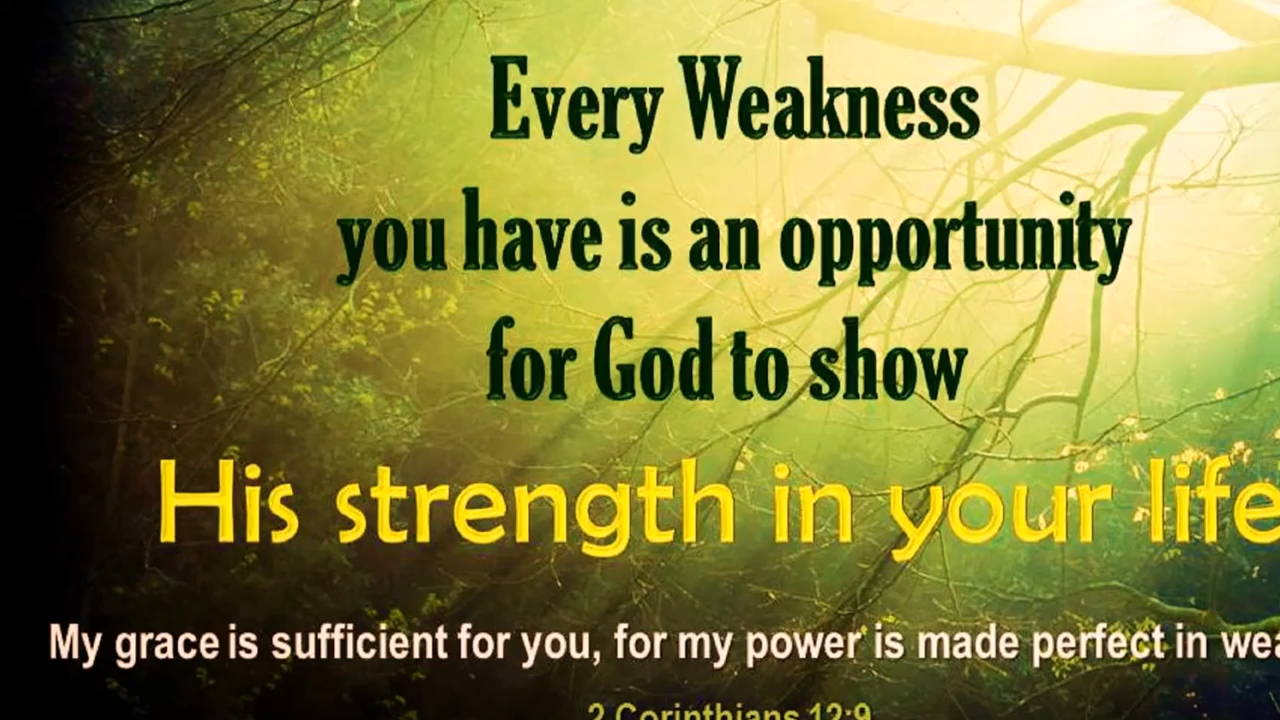 Every Weakness
you have is an opportunity
for God to show
His strength in your life
My grace is sufficient for you, for my power is made perfect in
2 Corinthians 12:9